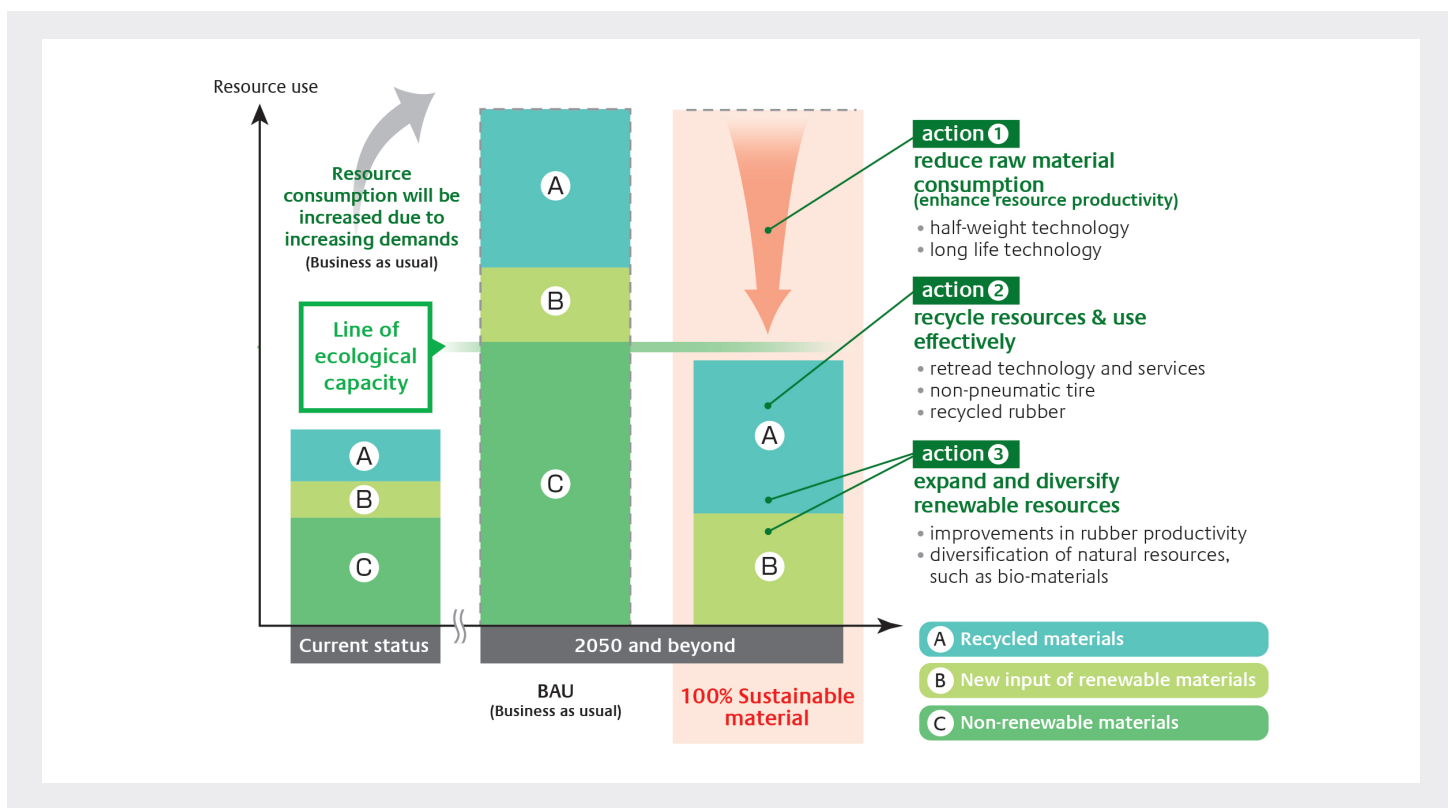 Resource use
Resource
consumption will be
increased due to
increasing demands
(Business as usual)
Line of
ecological
capacity
A
B
C
A
B
C
A
B
Current status
2050 and beyond
BAU
(Business as usual)
100% Sustainable
material
action 1
reduce raw material
consumption
(enhance resource productivity)
• half-weight technology
• long life technology
action 2
recycle resources & use
effectively
• retread technology and services
• non-pneumatic tire
• recycled rubber
action 3
expand and diversify
renewable resources
• improvements in rubber productivity
• diversification of natural resources,
such as bio-materials
A Recycled materials
B New input of renewable materials
C Non-renewable materials